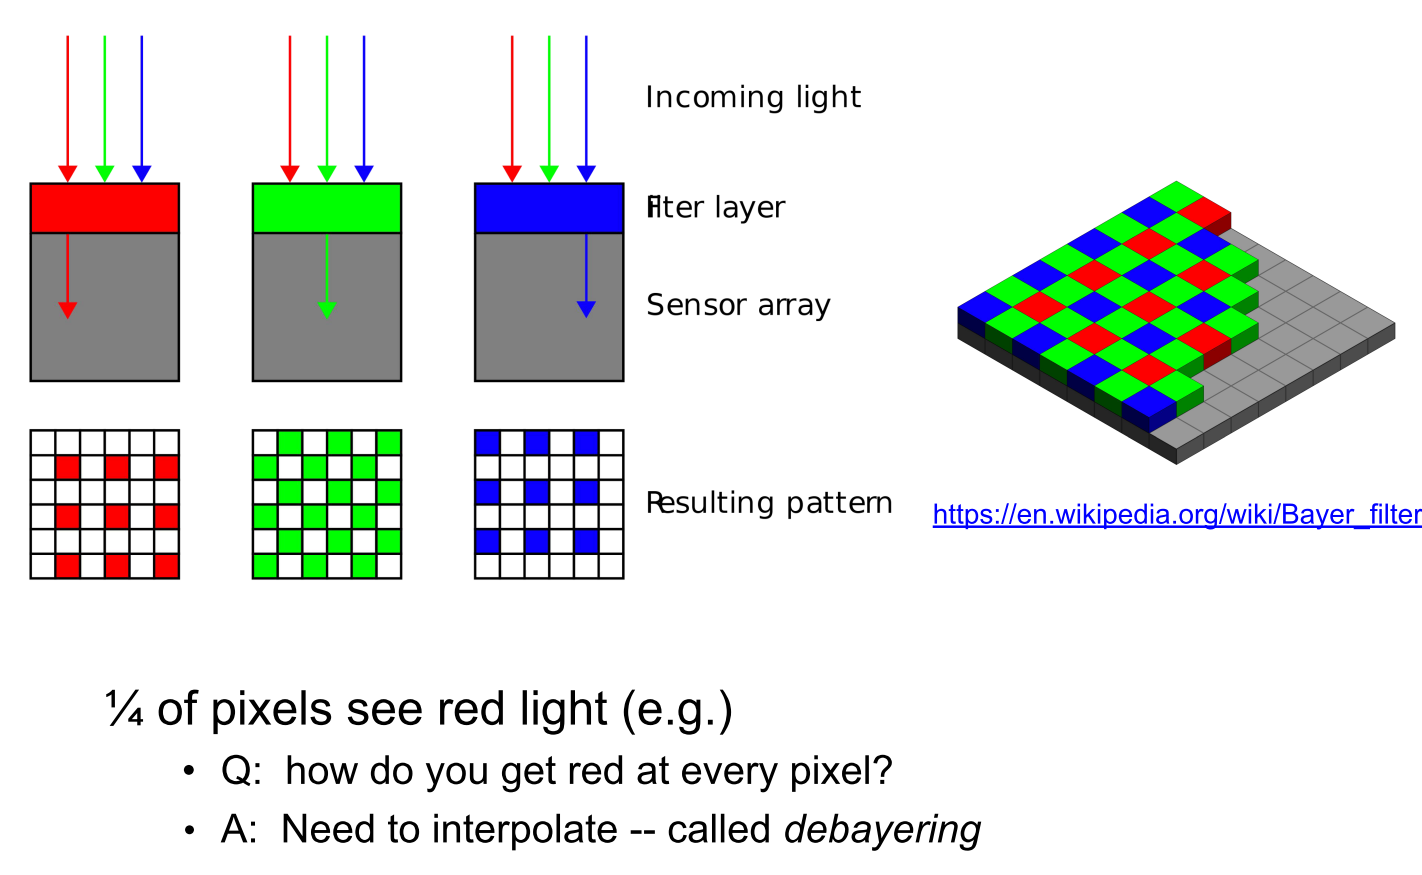 Incoming light
Filter layer
Sensor array
Resulting pattern
https://en.wikipedia.org/wiki/Bayer_filter
¼ of pixels see red light (e.g.)
• Q:  how do you get red at every pixel?
• A:  Need to interpolate -- called debayering